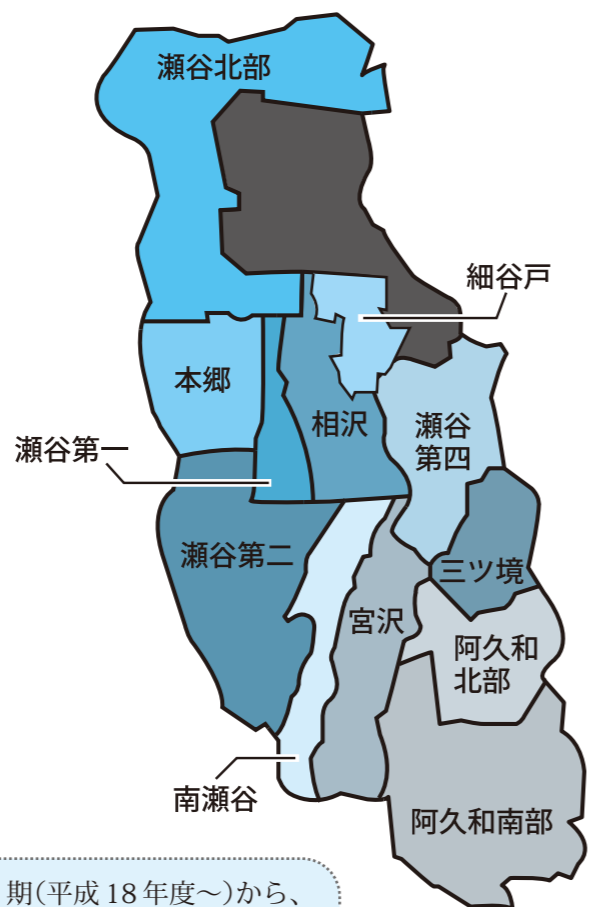 瀬谷北部
細谷戸
本郷
相沢
瀬谷
第四
瀬谷第一
瀬谷第二
三ツ境
宮沢
阿久和
北部
南瀬谷
阿久和南部
期(平成18年度～)から、